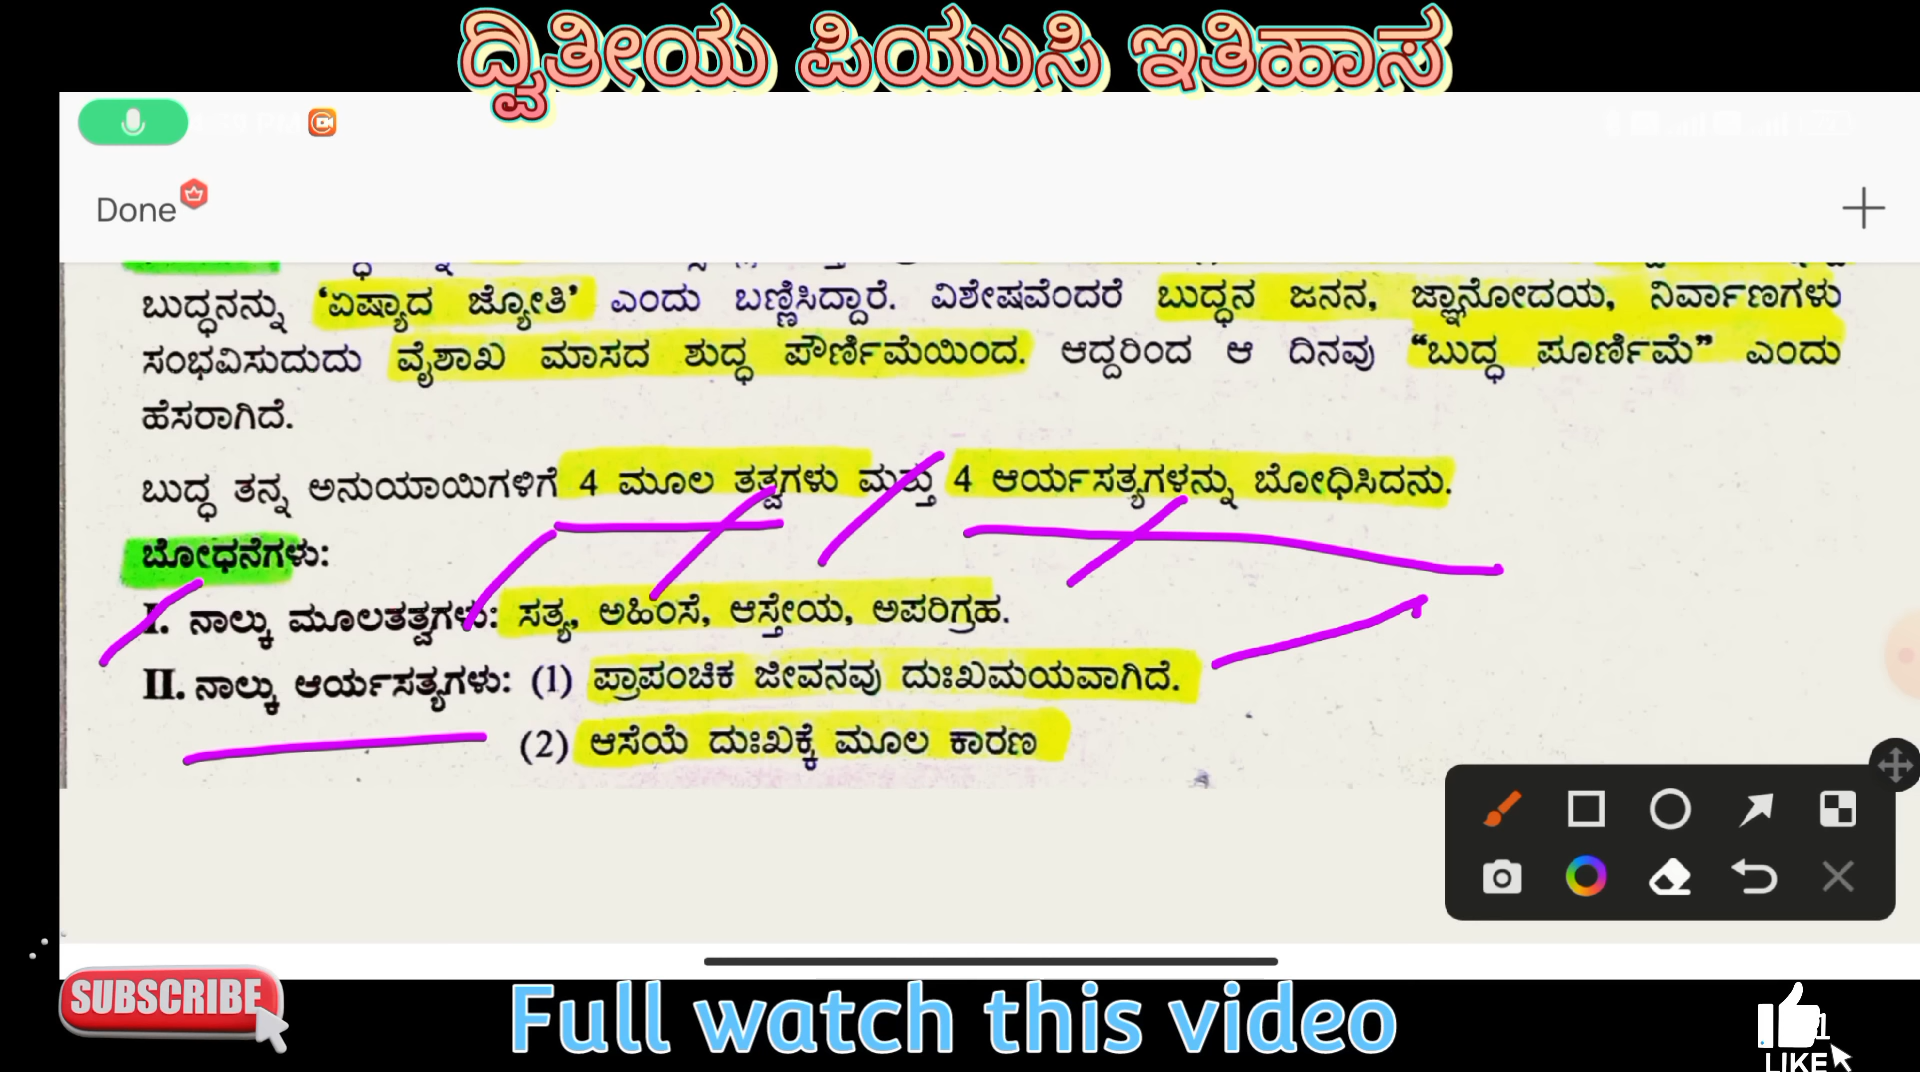 ದ್ವಿತೀಯ ಪಿಯುಸಿ ಇತಿಹಾಸ
Done
ಬುದ್ಧನನ್ನು ‘ಏಷ್ಯಾದ ಜ್ಯೋತಿ’ ಎಂದು ಬಣ್ಣಿಸಿದ್ದಾರೆ. ವಿಶೇಷವೆಂದರೆ ಬುದ್ಧನ ಜನನ, ಜ್ಞಾನೋದಯ, ನಿರ್ವಾಣಗಳು
ಸಂಭವಿಸುದುದು ವೈಶಾಖ ಮಾಸದ ಶುದ್ಧ ಪೌರ್ಣಿಮೆಯಿಂದ. ಆದ್ದರಿಂದ ಆ ದಿನವು “ಬುದ್ಧ ಪೂರ್ಣಿಮೆ” ಎಂದು
ಹೆಸರಾಗಿದೆ.
ಬುದ್ಧ ತನ್ನ ಅನುಯಾಯಿಗಳಿಗೆ 4 ಮೂಲ ತತ್ವಗಳು ಮತ್ತು 4 ಆರ್ಯಸತ್ಯಗಳನ್ನು ಬೋಧಿಸಿದನು.
ಬೋಧನೆಗಳು:
I. ನಾಲ್ಕು ಮೂಲತತ್ವಗಳು: ಸತ್ಯ, ಅಹಿಂಸೆ, ಆಸ್ತೇಯ, ಅಪರಿಗ್ರಹ.
II. ನಾಲ್ಕು ಆರ್ಯಸತ್ಯಗಳು: (1) ಪ್ರಾಪಂಚಿಕ ಜೀವನವು ದುಃಖಮಯವಾಗಿದೆ.
(2) ಆಸೆಯೆ ದುಃಖಕ್ಕೆ ಮೂಲ ಕಾರಣ
SUBSCRIBE
Full watch this video
1
LIKE